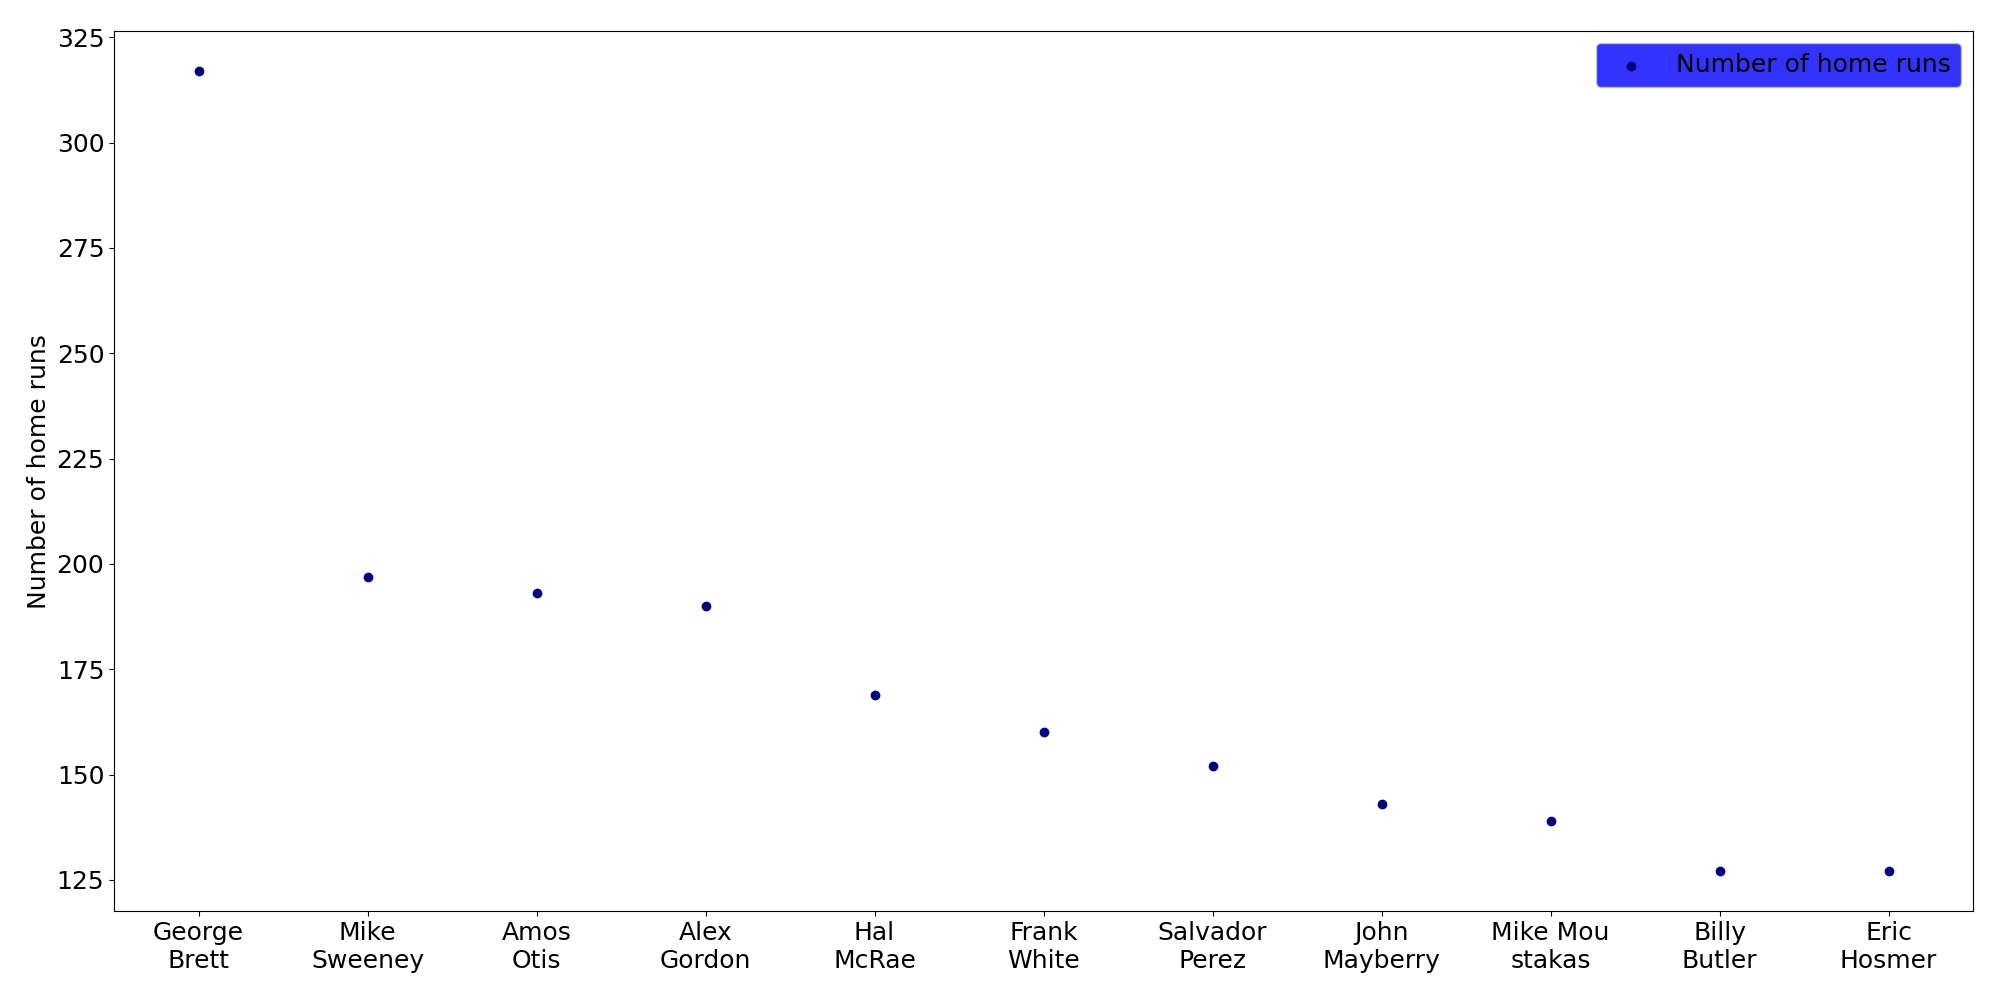 Number of home runs
325
300
275
250
225
200
175
150
125
Number of home runs
George
Brett
Mike
Sweeney
Amos
Otis
Alex
Gordon
Hal
McRae
Frank
White
Salvador
Perez
John
Mayberry
Mike Mou
stakas
Billy
Butler
Eric
Hosmer